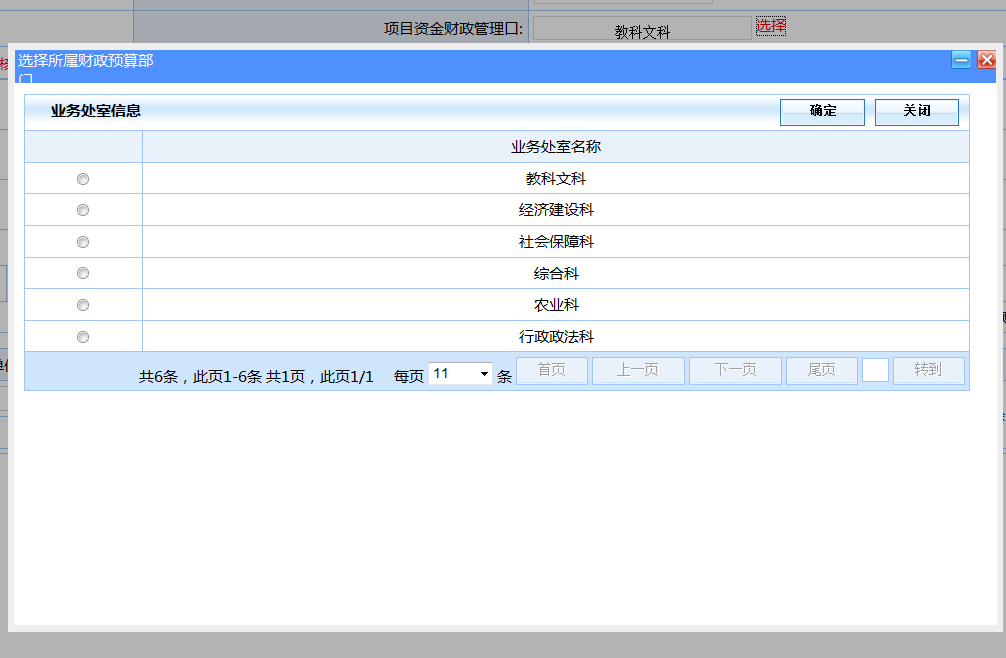 项目资金财政管理口: 教科文科 选择
选择所属财政预算部
门
业务处室信息 确定 关闭
业务处室名称
教科文科
经济建设科
社会保障科
综合科
农业科
行政政法科
共6条，此页1-6条 共1页，此页1/1 每页 11 条 首页 上一页 下一页 尾页 转到